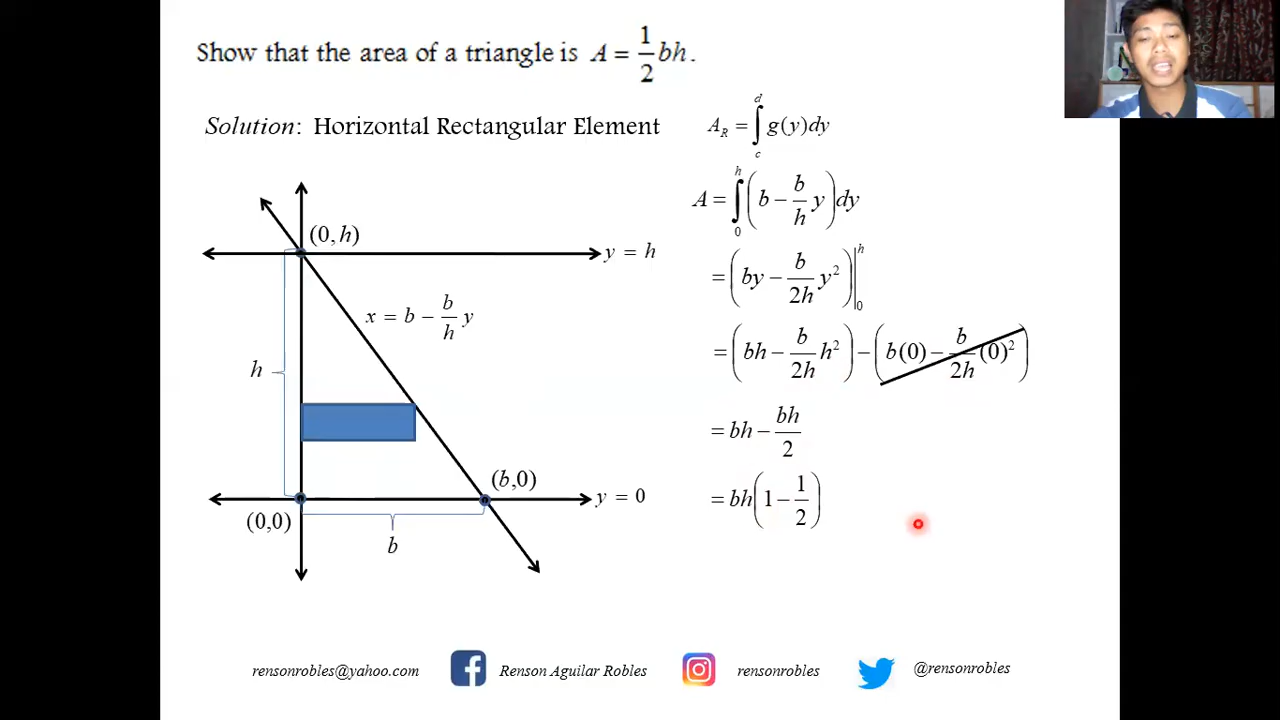 Show that the area of a triangle is A = 1/2 bh.
Solution: Horizontal Rectangular Element
(0, h)
y = h
x = b − b/h y
h
(b,0)
y = 0
(0,0)
b
A_R = ∫_c^d g(y)dy
A = ∫_0^h (b − b/h y)dy
= (by − b/2h y²)|_0^h
= (bh − b/2h h²) − (b(0) − b/2h (0)²)
= bh − bh/2
= bh(1 − 1/2)
rensonrobles@yahoo.com f Renson Aguilar Robles rensonrobles @rensonrobles